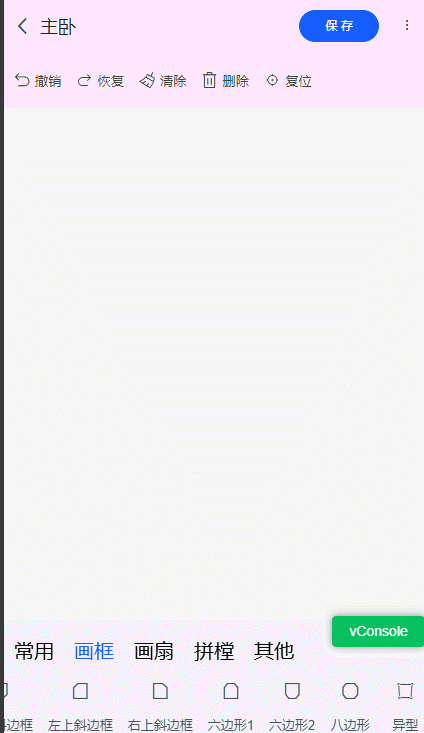 主卧 保存
撤销 恢复 清除 删除 复位
vConsole
常用 画框 画扇 拼樘 其他
斜边框 左上斜边框 右上斜边框 六边形1 六边形2 八边形 异型